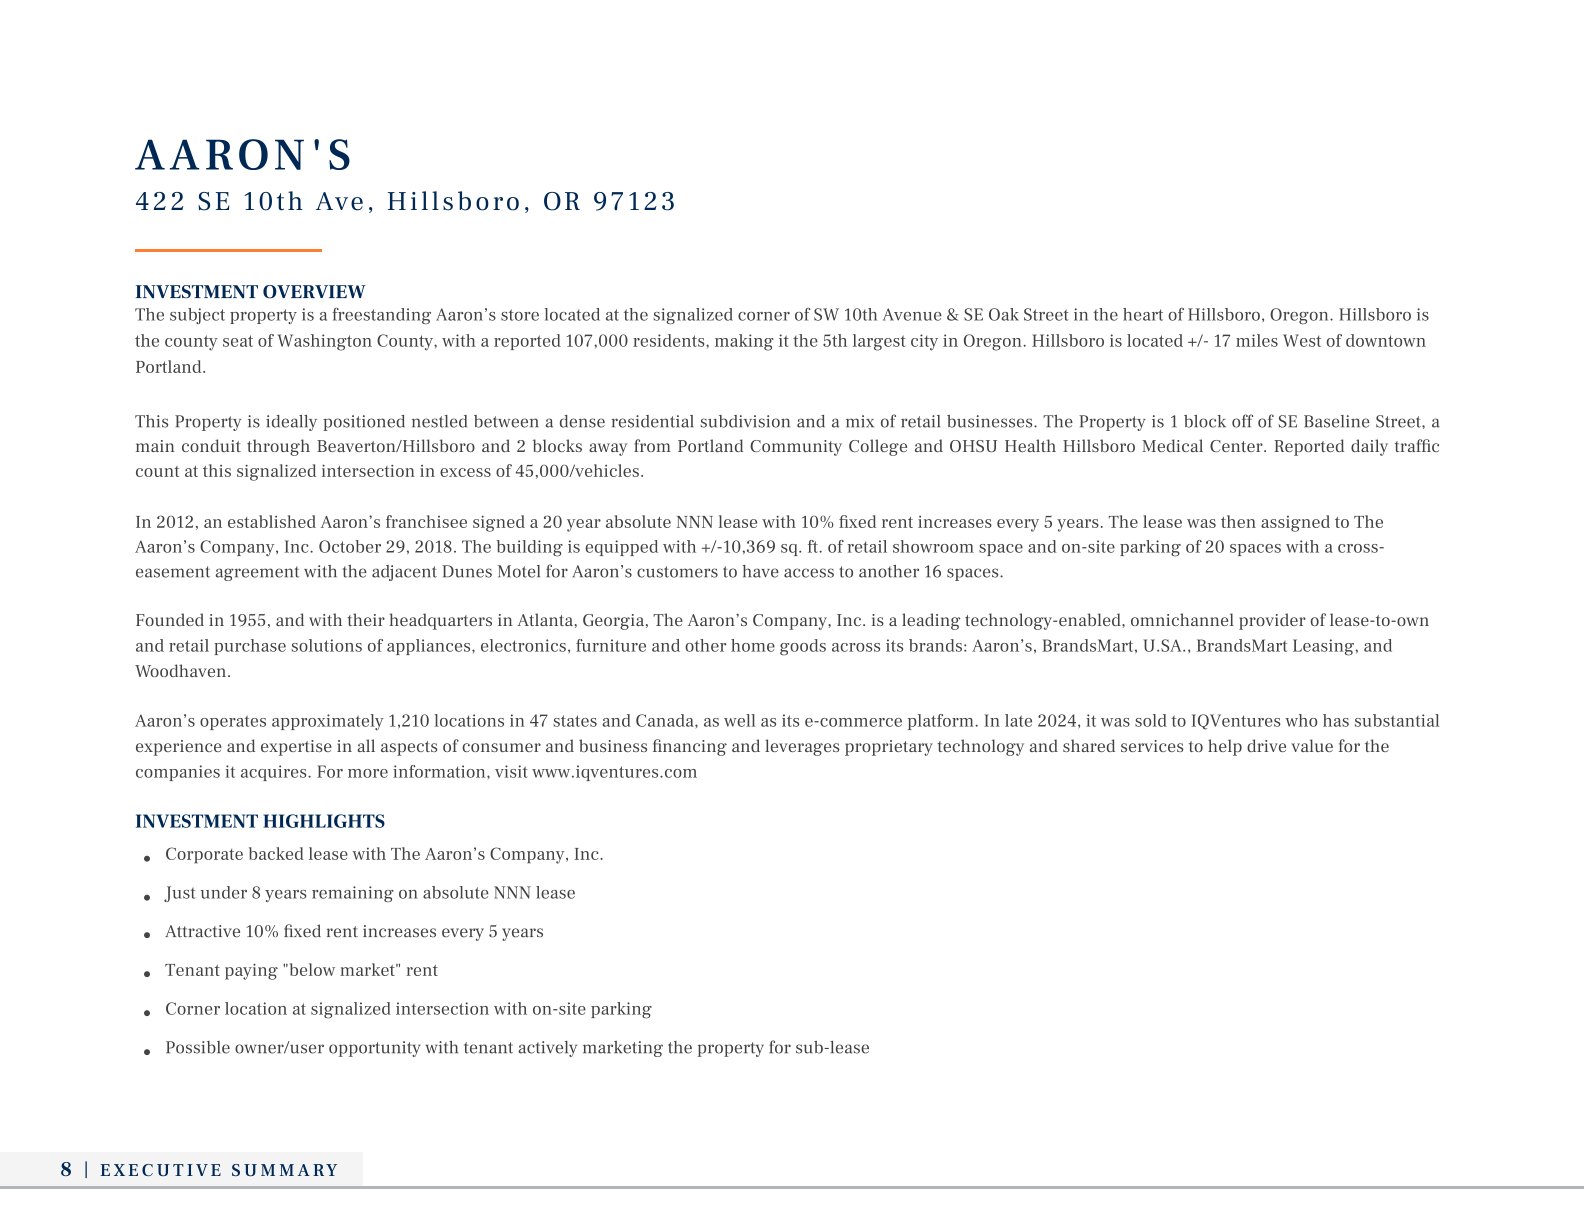 AARON'S
422 SE 10th Ave, Hillsboro, OR 97123
INVESTMENT OVERVIEW
The subject property is a freestanding Aaron’s store located at the signalized corner of SW 10th Avenue & SE Oak Street in the heart of Hillsboro, Oregon. Hillsboro is
the county seat of Washington County, with a reported 107,000 residents, making it the 5th largest city in Oregon. Hillsboro is located +/- 17 miles West of downtown
Portland.
This Property is ideally positioned nestled between a dense residential subdivision and a mix of retail businesses. The Property is 1 block off of SE Baseline Street, a
main conduit through Beaverton/Hillsboro and 2 blocks away from Portland Community College and OHSU Health Hillsboro Medical Center. Reported daily traffic
count at this signalized intersection in excess of 45,000/vehicles.
In 2012, an established Aaron’s franchisee signed a 20 year absolute NNN lease with 10% fixed rent increases every 5 years. The lease was then assigned to The
Aaron’s Company, Inc. October 29, 2018. The building is equipped with +/-10,369 sq. ft. of retail showroom space and on-site parking of 20 spaces with a cross-
easement agreement with the adjacent Dunes Motel for Aaron’s customers to have access to another 16 spaces.
Founded in 1955, and with their headquarters in Atlanta, Georgia, The Aaron’s Company, Inc. is a leading technology-enabled, omnichannel provider of lease-to-own
and retail purchase solutions of appliances, electronics, furniture and other home goods across its brands: Aaron’s, BrandsMart, U.SA., BrandsMart Leasing, and
Woodhaven.
Aaron’s operates approximately 1,210 locations in 47 states and Canada, as well as its e-commerce platform. In late 2024, it was sold to IQVentures who has substantial
experience and expertise in all aspects of consumer and business financing and leverages proprietary technology and shared services to help drive value for the
companies it acquires. For more information, visit www.iqventures.com
INVESTMENT HIGHLIGHTS
• Corporate backed lease with The Aaron’s Company, Inc.
• Just under 8 years remaining on absolute NNN lease
• Attractive 10% fixed rent increases every 5 years
• Tenant paying "below market" rent
• Corner location at signalized intersection with on-site parking
• Possible owner/user opportunity with tenant actively marketing the property for sub-lease
8 | EXECUTIVE SUMMARY